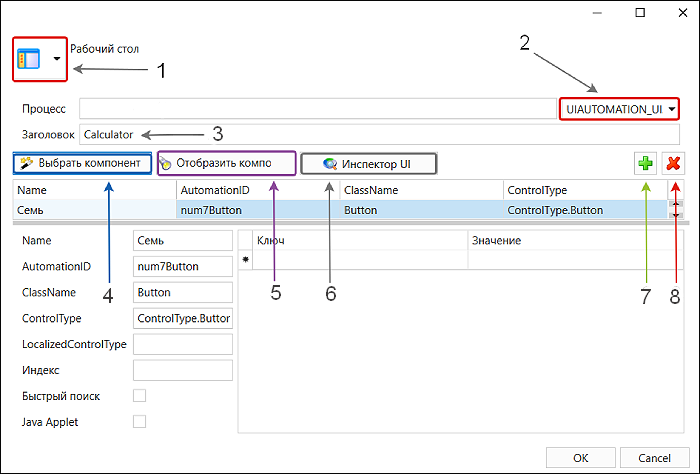 Рабочий стол
1
2
Процесс
UIAUTOMATION_UI
Заголовок Calculator
3
Выбрать компонент Отобразить компо Инспектор UI
Name AutomationID ClassName ControlType
Семь num7Button Button ControlType.Button
4 5 6 7 8
Name Семь
Ключ Значение
AutomationID num7Button
ClassName Button
ControlType ControlType.Buttor
LocalizedControlType
Индекс
Быстрый поиск
Java Applet
OK Cancel